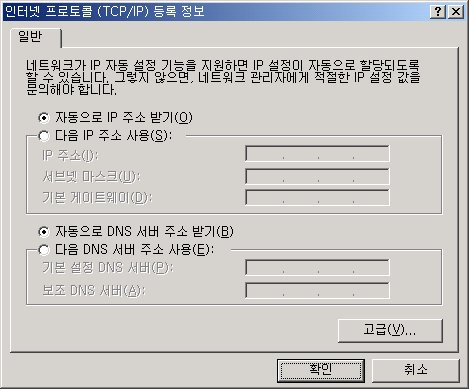 인터넷 프로토콜 (TCP/IP) 등록 정보
일반
네트워크가 IP 자동 설정 기능을 지원하면 IP 설정이 자동으로 할당되도록
할 수 있습니다. 그렇지 않으면, 네트워크 관리자에게 적절한 IP 설정 값을
문의해야 합니다.
자동으로 IP 주소 받기(O)
다음 IP 주소 사용(S):
IP 주소(I):
서브넷 마스크(U):
기본 게이트웨이(D):
자동으로 DNS 서버 주소 받기(B)
다음 DNS 서버 주소 사용(E):
기본 설정 DNS 서버(P):
보조 DNS 서버(A):
고급(V)...
확인
취소